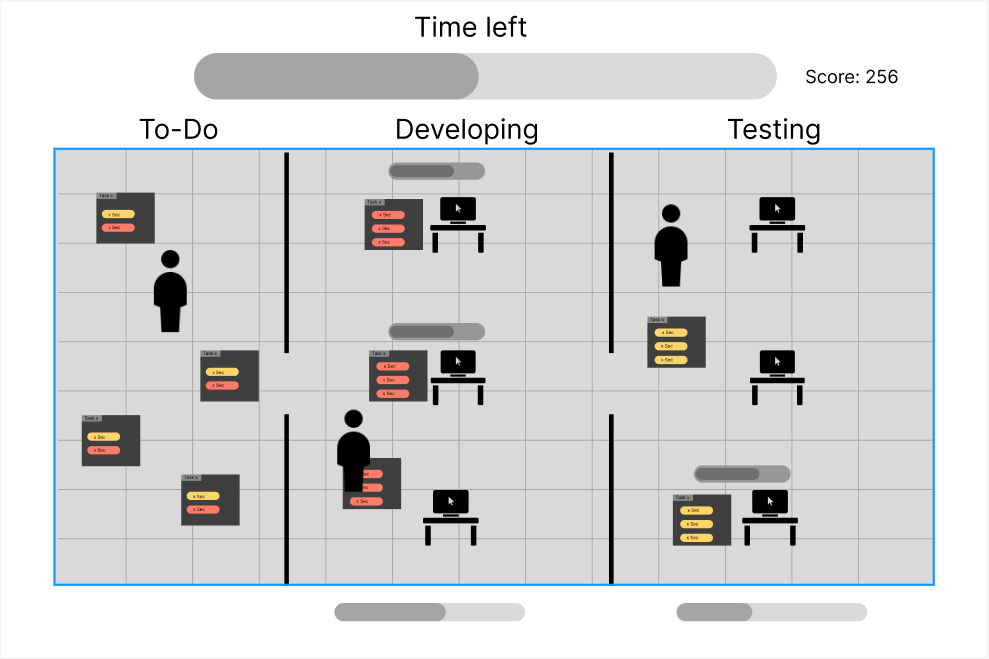 Time left
Score: 256
To-Do
Developing
Testing
Task x
x Sec
x Sec
Task x
x Sec
x Sec
x Sec
Task x
x Sec
x Sec
x Sec
Task x
x Sec
x Sec
Task x
x Sec
x Sec
x Sec
Task x
x Sec
x Sec
Sec
Sec
x Sec
Task x
x Sec
x Sec
Task x
x Sec
x Sec
x Sec